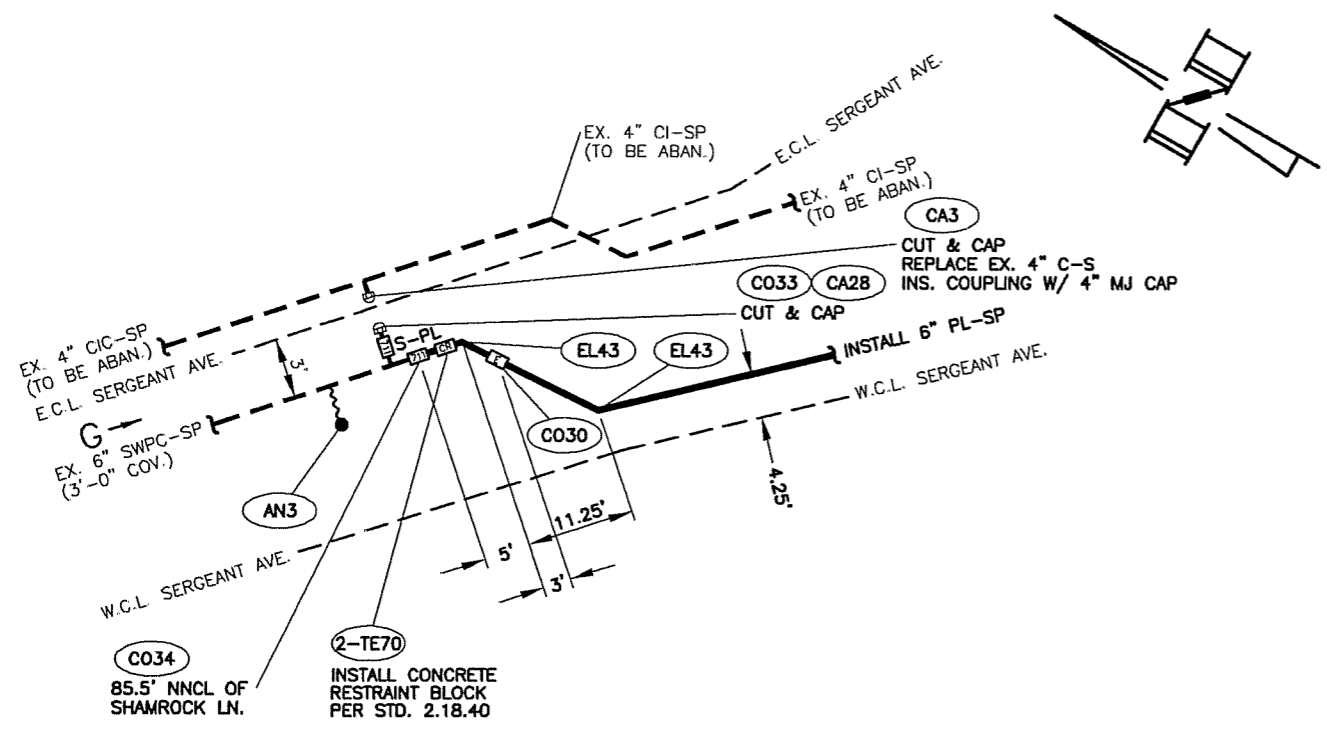 EX. 4" CI-SP
(TO BE ABAN.)
E.C.L. SERGEANT AVE.
EX. 4" CI-SP
(TO BE ABAN.)
CA3
CUT & CAP
REPLACE EX. 4" C-S
INS. COUPLING W/ 4" MJ CAP
CO33
CA28
CUT & CAP
EX. 4" CIC-SP
(TO BE ABAN.)
E.C.L. SERGEANT AVE.
3'
S-PL
711
CR
EL43
EL43
INSTALL 6" PL-SP
W.C.L. SERGEANT AVE.
G
EX. 6" SWPC-SP
(3'-0" COV.)
CO30
AN3
4.25'
11.25'
5'
3'
W.C.L. SERGEANT AVE.
CO34
85.5' NNCL OF
SHAMROCK LN.
2-TE70
INSTALL CONCRETE
RESTRAINT BLOCK
PER STD. 2.18.40